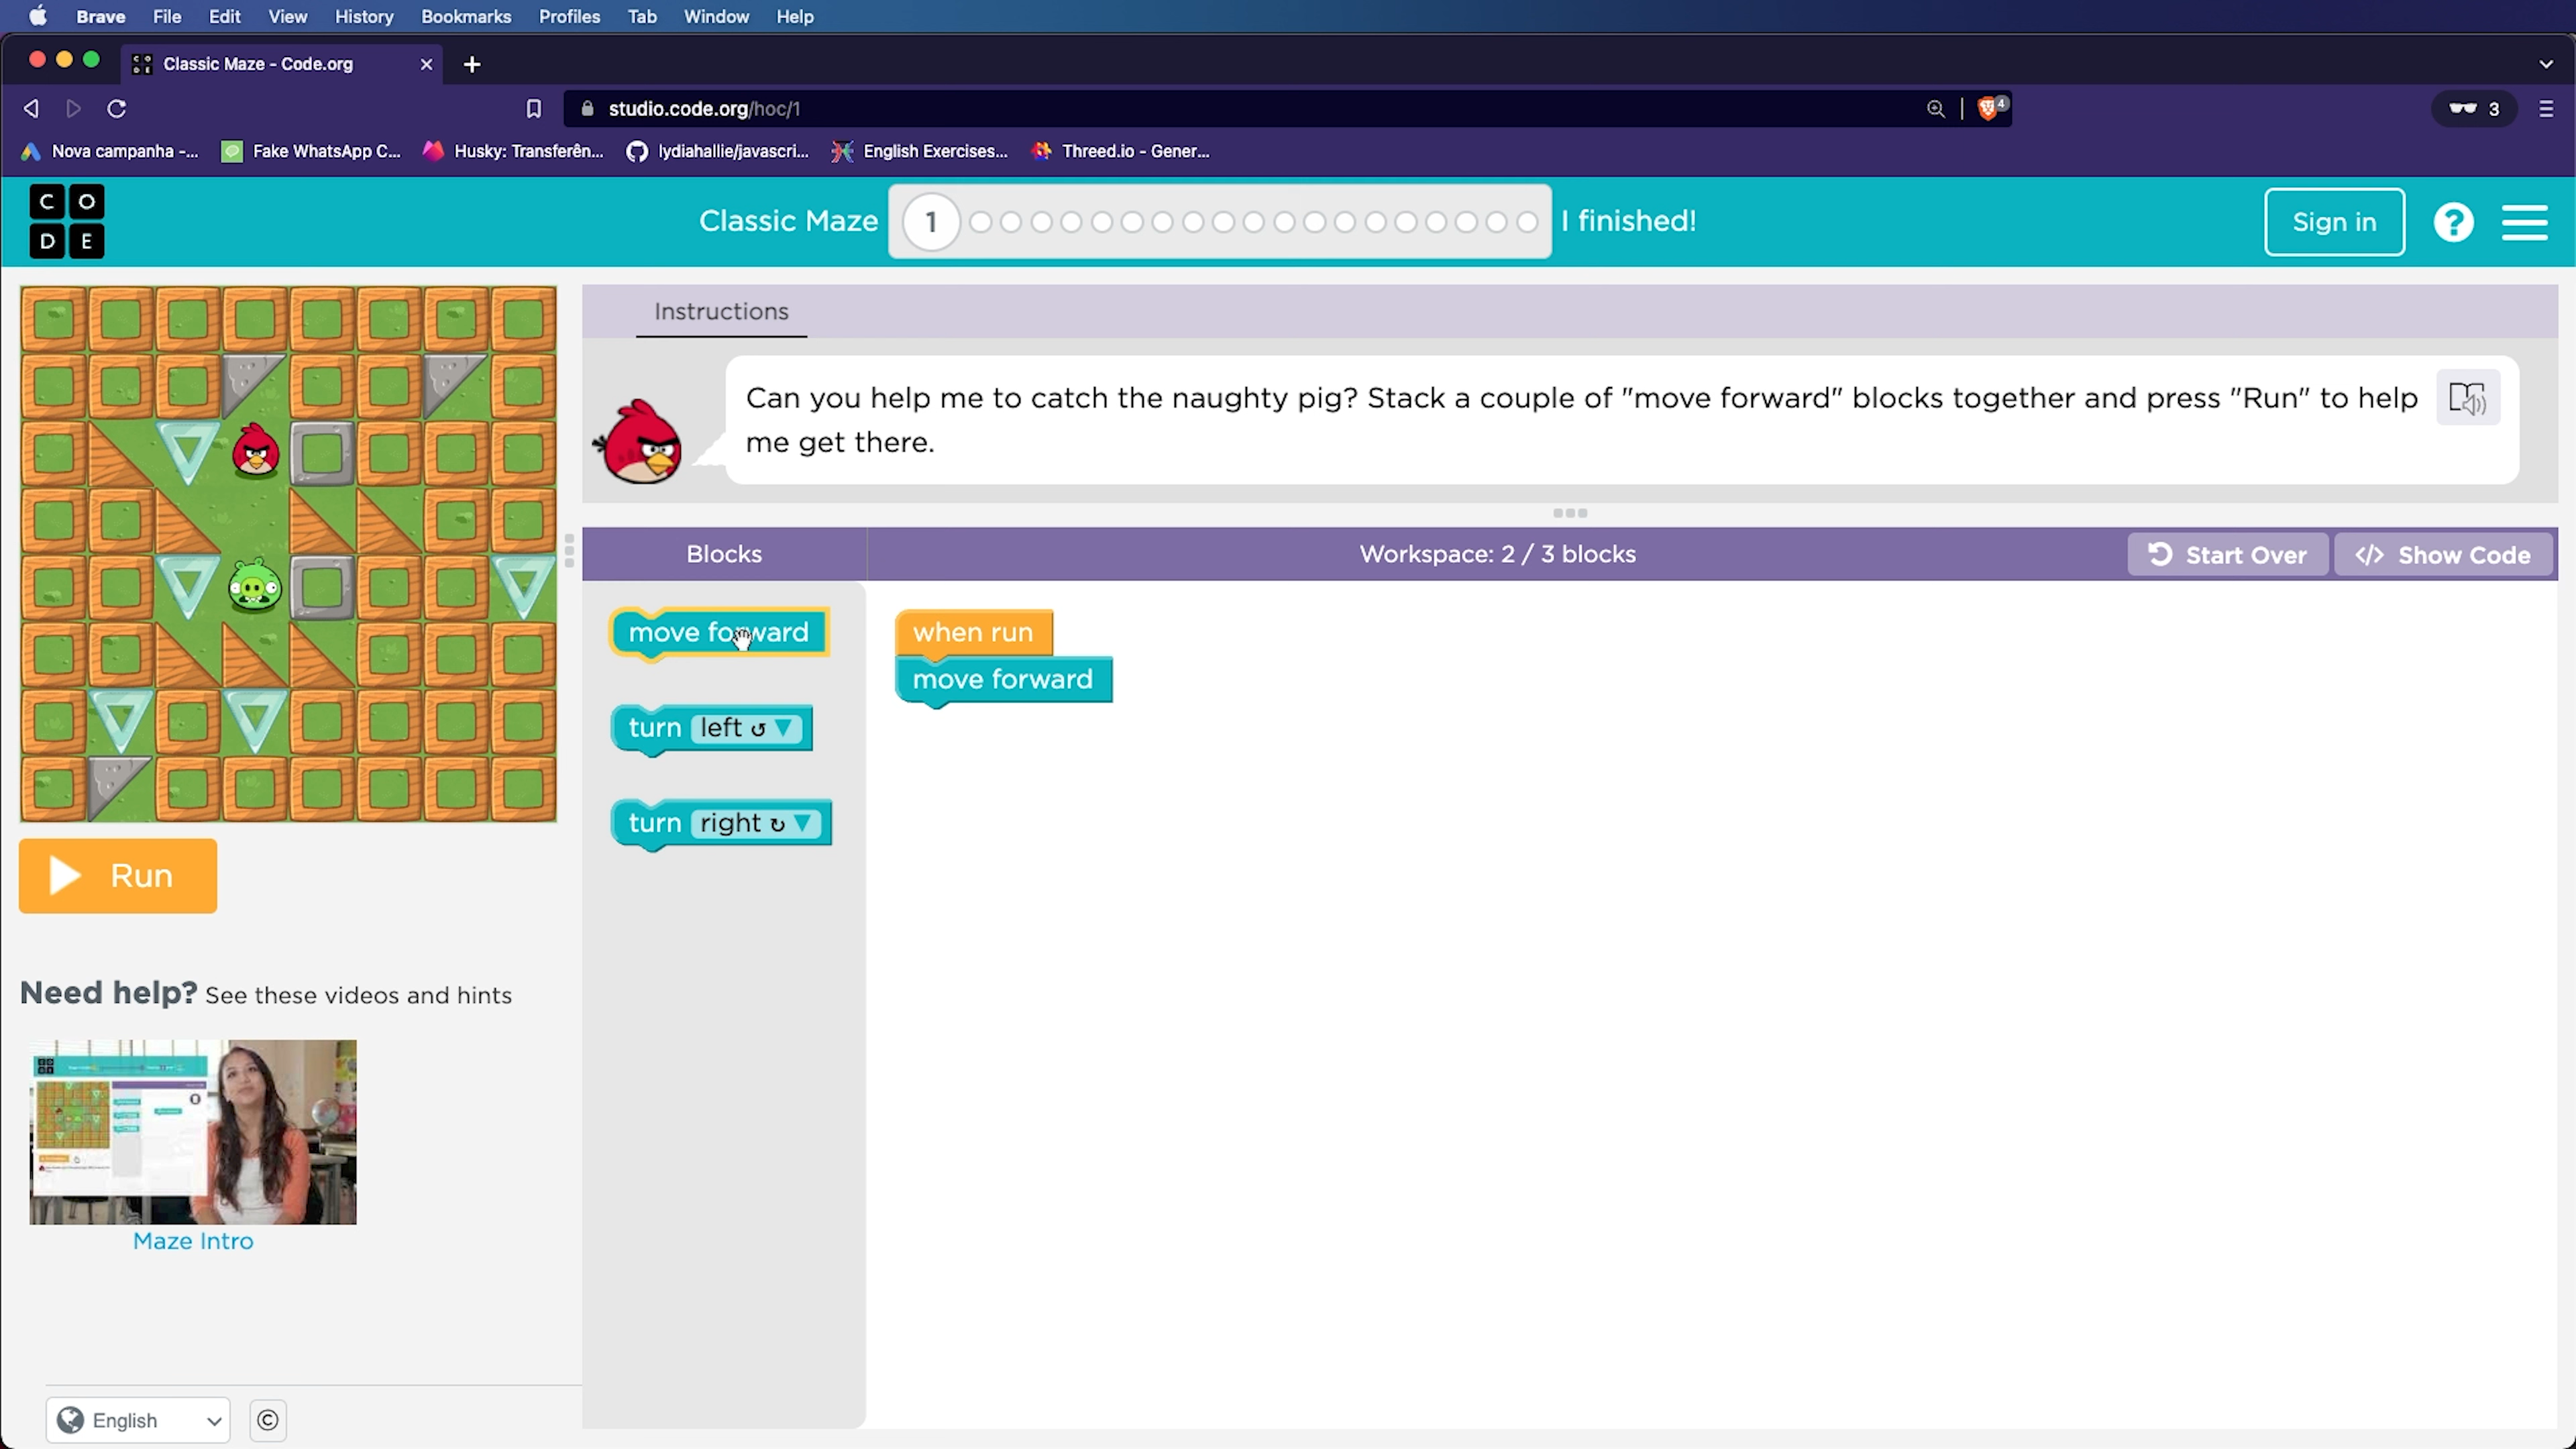 Brave File Edit View History Bookmarks Profiles Tab Window Help
Classic Maze - Code.org
studio.code.org/hoc/1
4
3
Nova campanha -... Fake WhatsApp C... Husky: Transferên... lydiahallie/javascri... English Exercises... Threed.io - Gener...
C O
D E
Classic Maze 1 I finished!
Sign in
?
Instructions
Can you help me to catch the naughty pig? Stack a couple of "move forward" blocks together and press "Run" to help
me get there.
Blocks
Workspace: 2 / 3 blocks
Start Over
</> Show Code
move forward
turn left ↺
turn right ↻
when run
move forward
Run
Need help? See these videos and hints
Maze Intro
English
©